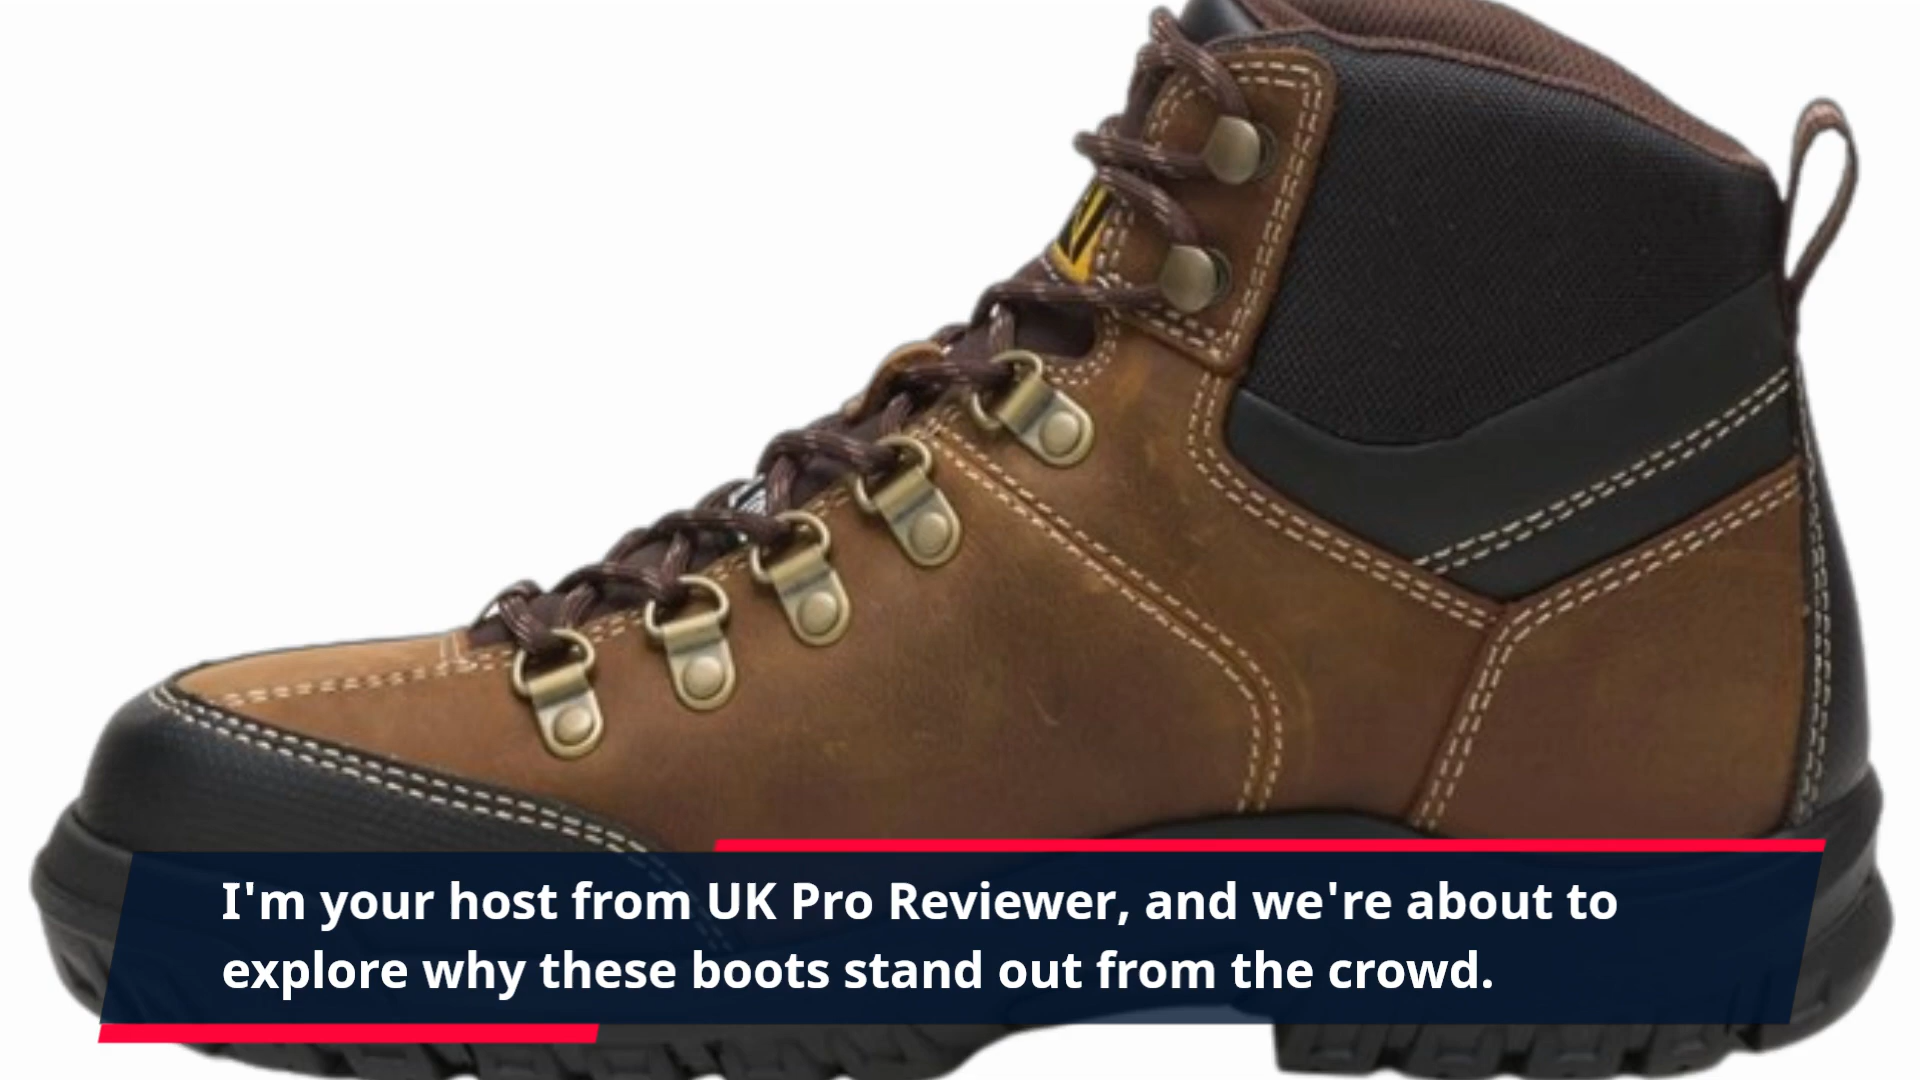 I'm your host from UK Pro Reviewer, and we're about to
explore why these boots stand out from the crowd.